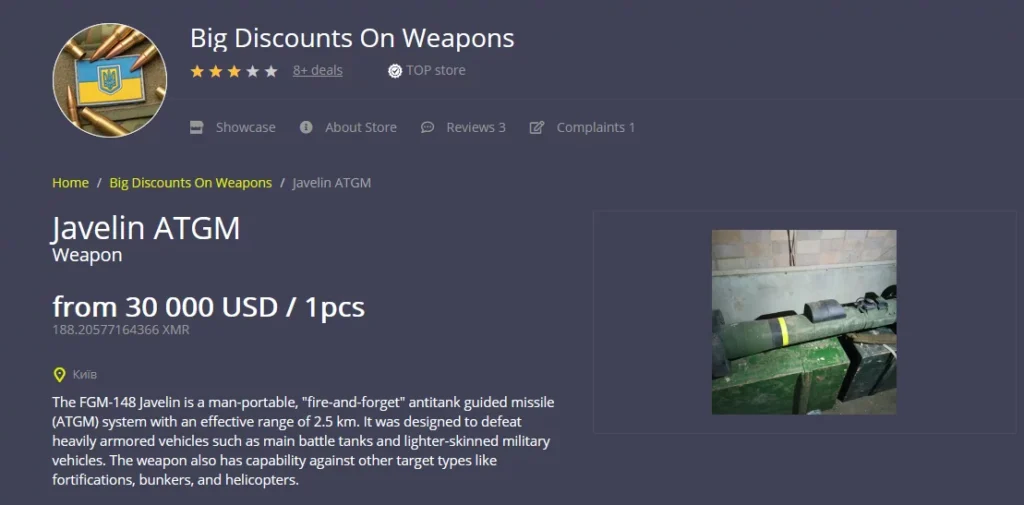 Big Discounts On Weapons
8+ deals
TOP store
Showcase
About Store
Reviews 3
Complaints 1
Home / Big Discounts On Weapons / Javelin ATGM
Javelin ATGM
Weapon
from 30 000 USD / 1pcs
188.20577164366 XMR
Київ
The FGM-148 Javelin is a man-portable, "fire-and-forget" antitank guided missile
(ATGM) system with an effective range of 2.5 km. It was designed to defeat
heavily armored vehicles such as main battle tanks and lighter-skinned military
vehicles. The weapon also has capability against other target types like
fortifications, bunkers, and helicopters.